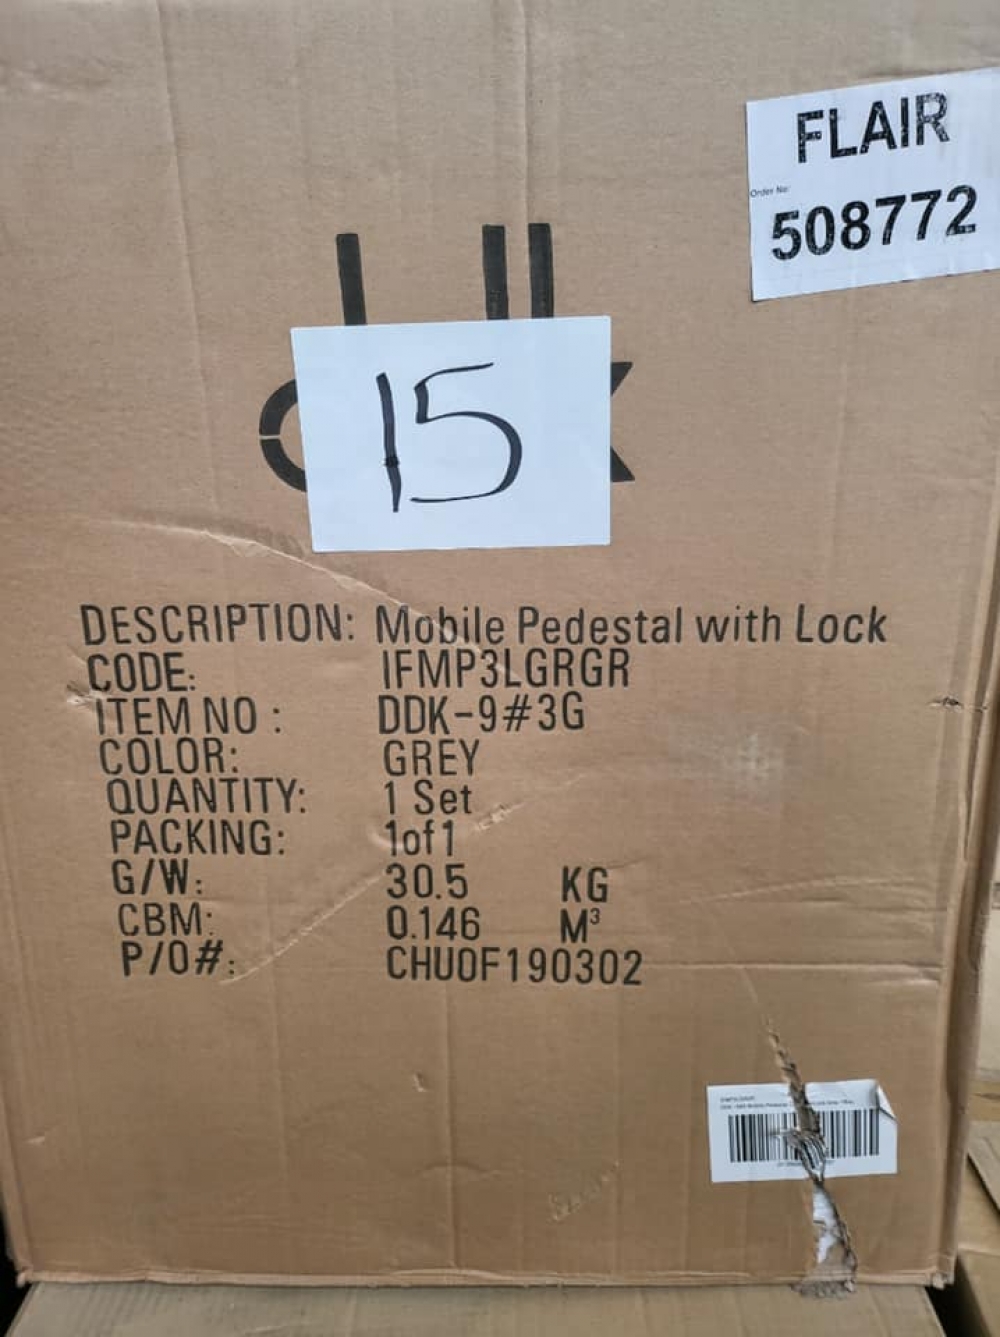 FLAIR
Order No:
508772
15
DESCRIPTION: Mobile Pedestal with Lock
CODE: IFMP3LGRGR
ITEM NO : DDK-9#3G
COLOR: GREY
QUANTITY: 1 Set
PACKING: 1of1
G/W: 30.5 KG
CBM: 0.146 M³
P/O#: CHUOF190302